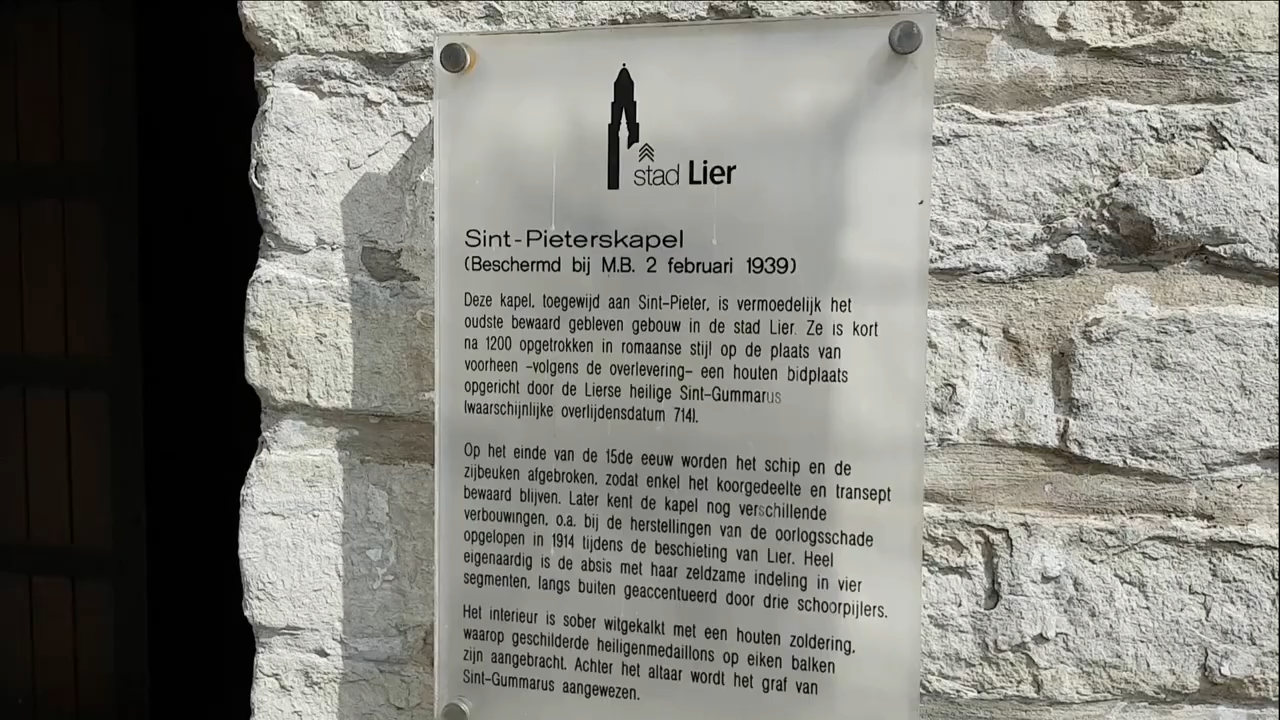 stad Lier
Sint-Pieterskapel
(Beschermd bij M.B. 2 februari 1939)
Deze kapel, toegewijd aan Sint-Pieter, is vermoedelijk het
oudste bewaard gebleven gebouw in de stad Lier. Ze is kort
na 1200 opgetrokken in romaanse stijl op de plaats van
voorheen -volgens de overlevering- een houten bidplaats
opgericht door de Lierse heilige Sint-Gummarus
(waarschijnlijke overlijdensdatum 714).
Op het einde van de 15de eeuw worden het schip en de
zijbeuken afgebroken, zodat enkel het koorgedeelte en transept
bewaard blijven. Later kent de kapel nog verschillende
verbouwingen, o.a. bij de herstellingen van de oorlogsschade
opgelopen in 1914 tijdens de beschieting van Lier. Heel
eigenaardig is de absis met haar zeldzame indeling in vier
segmenten, langs buiten geaccentueerd door drie schoorpijlers.
Het interieur is sober witgekalkt met een houten zoldering,
waarop geschilderde heiligenmedaillons op eiken balken
zijn aangebracht. Achter het altaar wordt het graf van
Sint-Gummarus aangewezen.